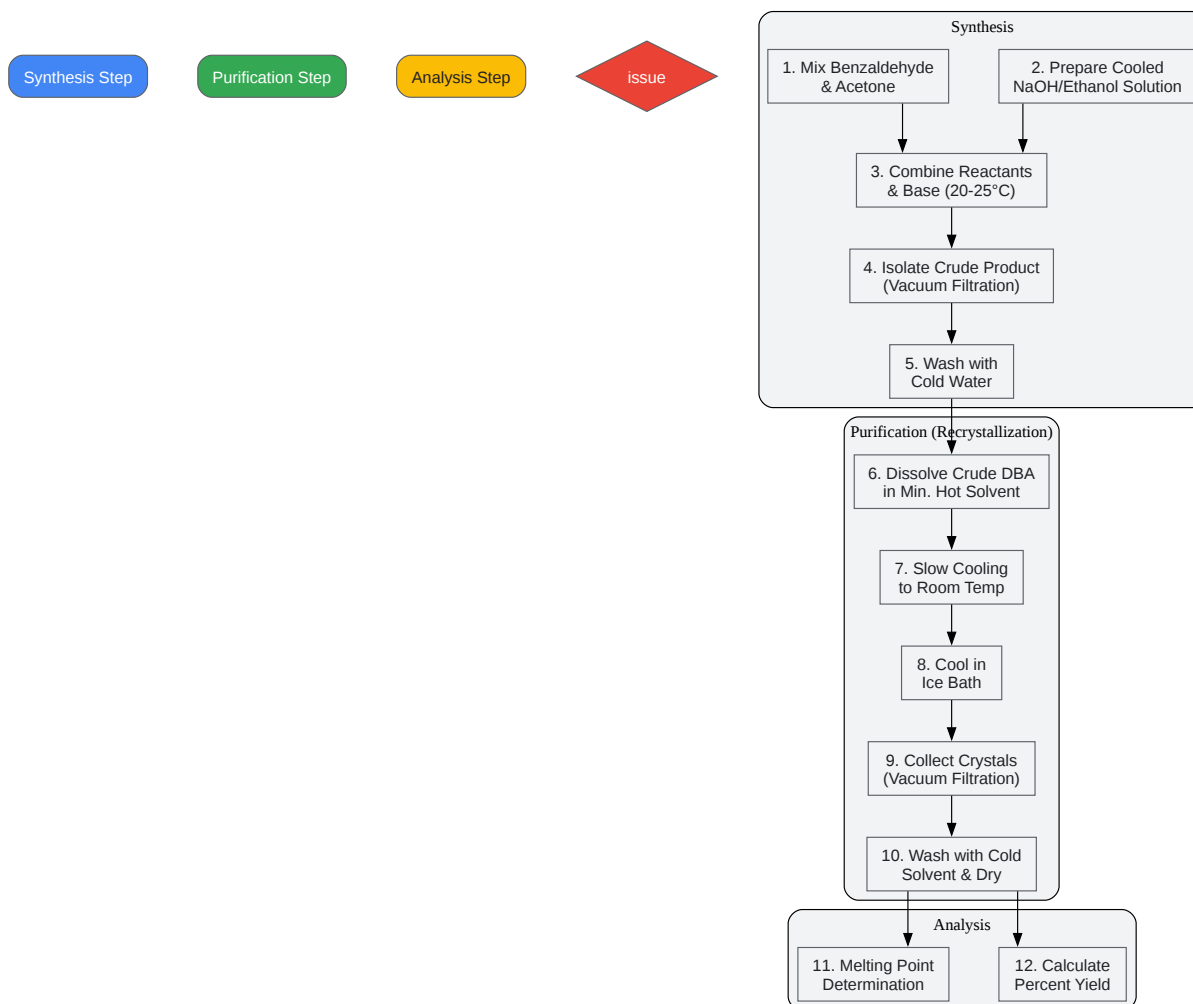 Synthesis Step
Purification Step
Analysis Step
issue
Synthesis
1. Mix Benzaldehyde
& Acetone
2. Prepare Cooled
NaOH/Ethanol Solution
3. Combine Reactants
& Base (20-25°C)
4. Isolate Crude Product
(Vacuum Filtration)
5. Wash with
Cold Water
Purification (Recrystallization)
6. Dissolve Crude DBA
in Min. Hot Solvent
7. Slow Cooling
to Room Temp
8. Cool in
Ice Bath
9. Collect Crystals
(Vacuum Filtration)
10. Wash with Cold
Solvent & Dry
Analysis
11. Melting Point
Determination
12. Calculate
Percent Yield